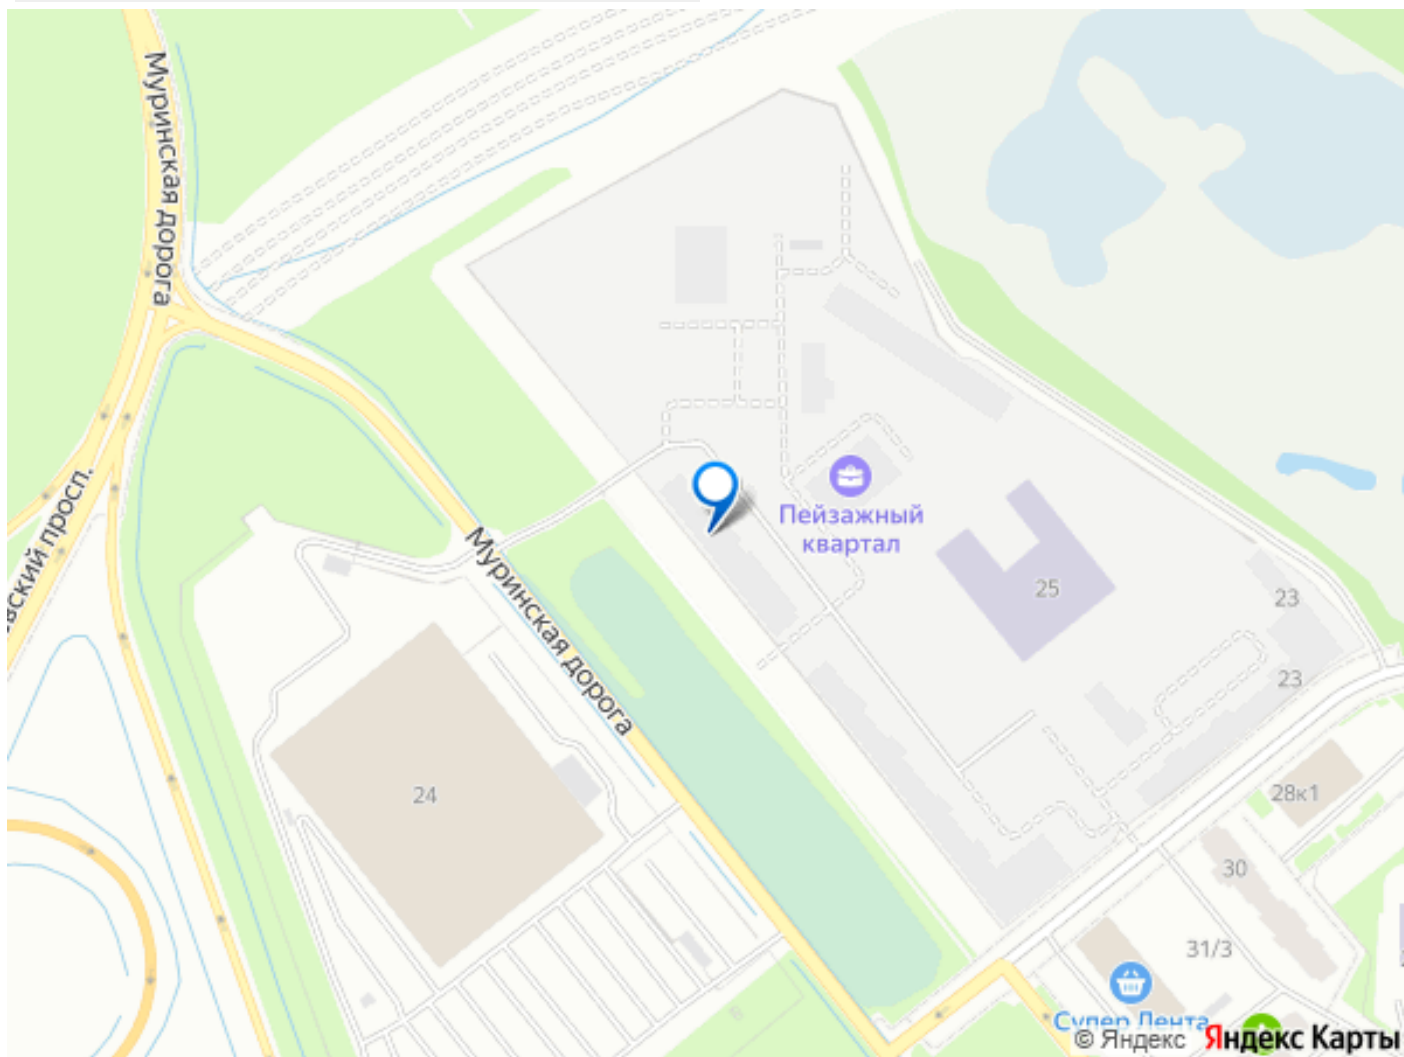 Муринская дорога
вский просп.
Муринская дорога
Пейзажный
квартал
25
23
23
24
28к1
30
31/3
Супер Лента
© Яндекс Яндекс Карты